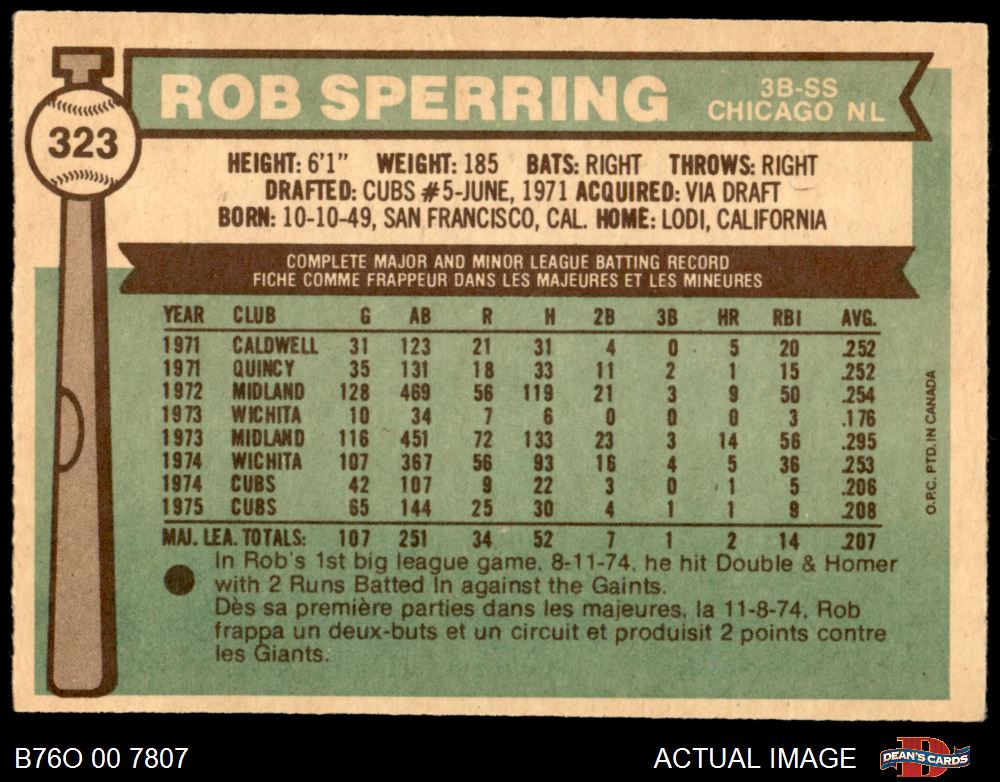 323
ROB SPERRING
3B-SS
CHICAGO NL
HEIGHT: 6'1" WEIGHT: 185 BATS: RIGHT THROWS: RIGHT
DRAFTED: CUBS #5-JUNE, 1971 ACQUIRED: VIA DRAFT
BORN: 10-10-49, SAN FRANCISCO, CAL. HOME: LODI, CALIFORNIA
COMPLETE MAJOR AND MINOR LEAGUE BATTING RECORD
FICHE COMME FRAPPEUR DANS LES MAJEURES ET LES MINEURES
YEAR CLUB G AB R H 2B 3B HR RBI AVG.
1971 CALDWELL 31 123 21 31 4 0 5 20 .252
1971 QUINCY 35 131 18 33 11 2 1 15 .252
1972 MIDLAND 128 469 56 119 21 3 9 50 .254
1973 WICHITA 10 34 7 6 0 0 0 3 .176
1973 MIDLAND 116 451 72 133 23 3 14 56 .295
1974 WICHITA 107 367 56 93 16 4 5 36 .253
1974 CUBS 42 107 9 22 3 0 1 5 .206
1975 CUBS 65 144 25 30 4 1 1 9 .208
MAJ. LEA. TOTALS: 107 251 34 52 7 1 2 14 .207
In Rob's 1st big league game, 8-11-74, he hit Double & Homer
with 2 Runs Batted In against the Gaints.
Dès sa première parties dans les majeures, la 11-8-74, Rob
frappa un deux-buts et un circuit et produisit 2 points contre
les Giants.
O.P.C. PTD. IN CANADA
B76O 00 7807
ACTUAL IMAGE
DEAN'S CARDS